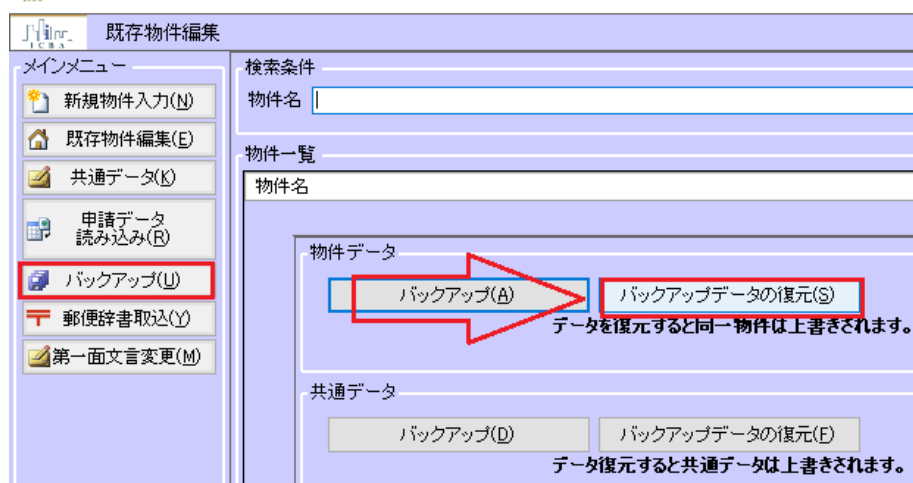 ICBA
既存物件編集
メインメニュー
新規物件入力(N)
既存物件編集(E)
共通データ(K)
申請データ
読み込み(R)
バックアップ(U)
郵便辞書取込(Y)
第一面文言変更(M)
検索条件
物件名
物件一覧
物件名
物件データ
バックアップ(A)
バックアップデータの復元(S)
データを復元すると同一物件は上書きされます。
共通データ
バックアップ(D)
バックアップデータの復元(F)
データ復元すると共通データは上書きされます。